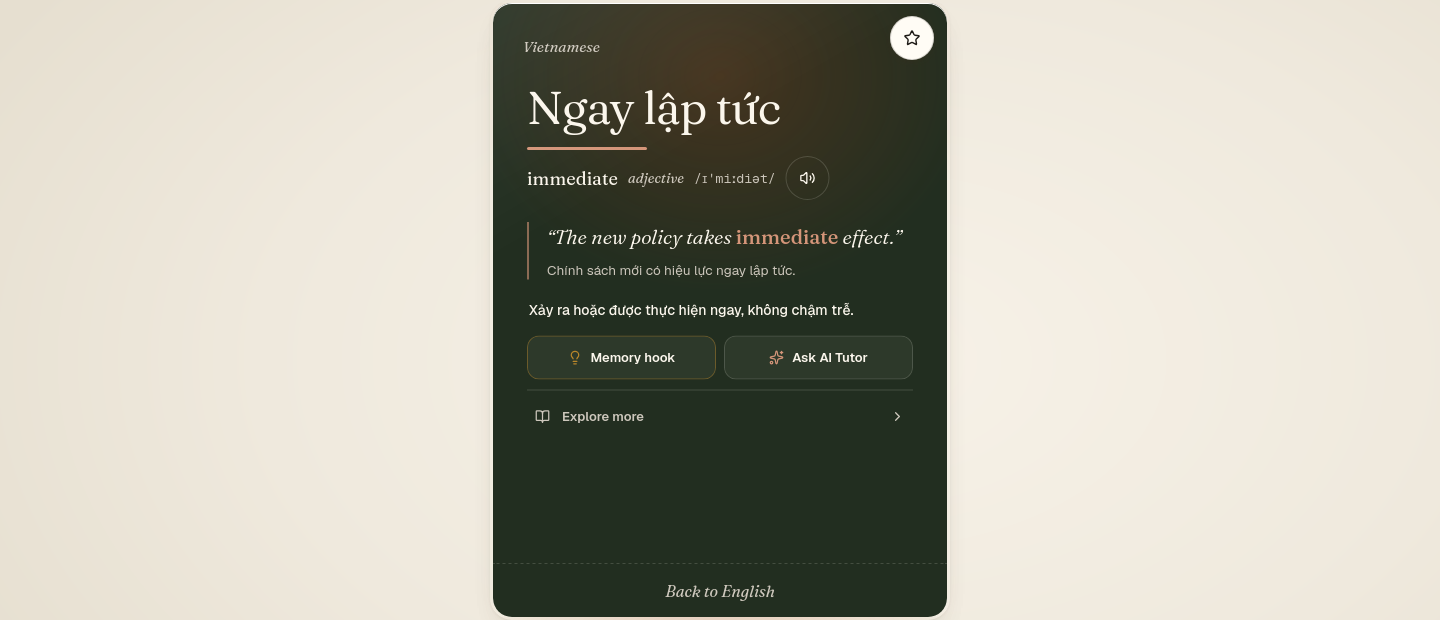 Vietnamese
Ngay lập tức
immediate adjective /ɪˈmiːdiət/
“The new policy takes immediate effect.”
Chính sách mới có hiệu lực ngay lập tức.
Xảy ra hoặc được thực hiện ngay, không chậm trễ.
Memory hook
Ask AI Tutor
Explore more
Back to English